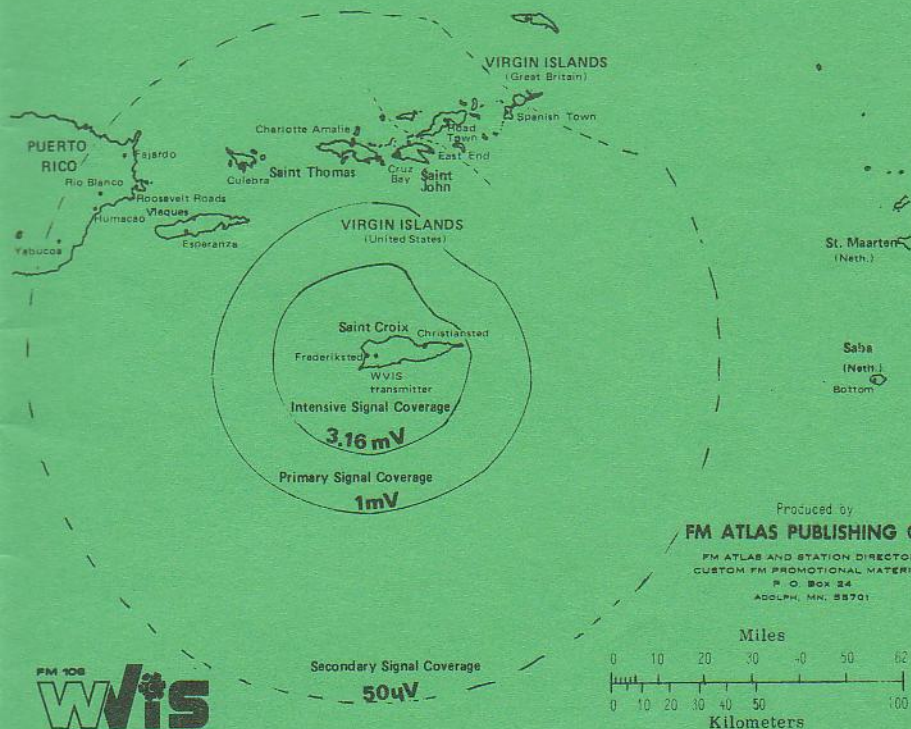 VIRGIN ISLANDS
(Great Britain)
Spanish Town
Charlotte Amalie
Road
Town
East End
PUERTO
RICO
Fajardo
Culebra
Saint Thomas
Cruz
Bay
Saint
John
Rio Blanco
Roosevelt Roads
Vieques
Humacao
Esperanza
Yabucoa
VIRGIN ISLANDS
(United States)
St. Maarten
(Neth.)
Saint Croix
Christiansted
Frederiksted
WVIS
transmitter
Intensive Signal Coverage
3.16 mV
Saba
(Neth.)
Bottom
Primary Signal Coverage
1mV
Produced by
FM ATLAS PUBLISHING
FM ATLAS AND STATION
CUSTOM FM PROMOTIONAL
P. O. BOX 24
ADOLPH, MN. 55701
Secondary Signal Coverage
50uV
Miles
0 10 20 30 40 50 62
0 10 20 30 40 50 100
Kilometers
FM 106
WVIS